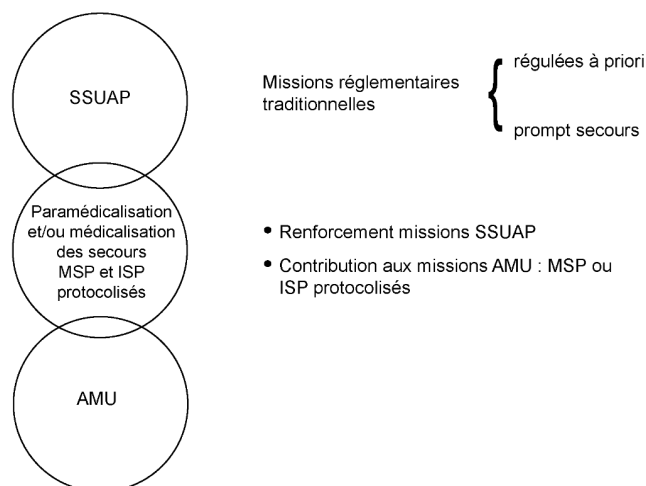 SSUAP
Missions réglementaires
traditionnelles
régulées à priori
prompt secours
Paramédicalisation
et/ou médicalisation
des secours
MSP et ISP
protocolisés
• Renforcement missions SSUAP
• Contribution aux missions AMU : MSP ou
ISP protocolisés
AMU